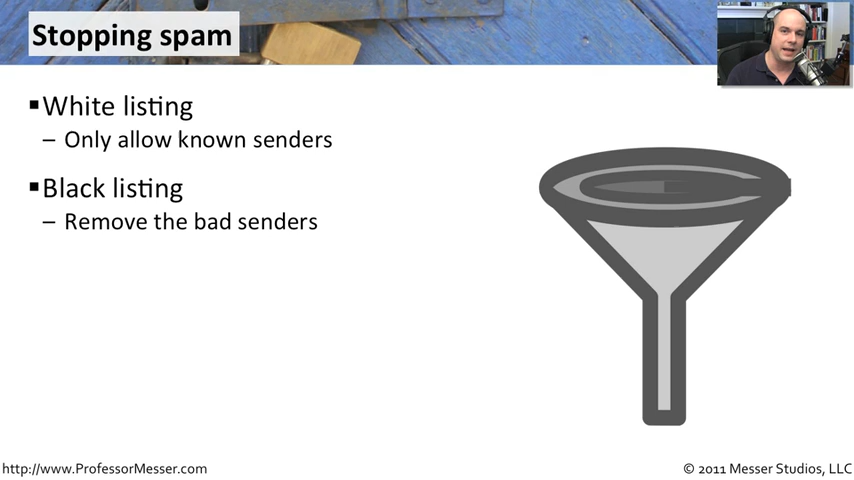 Stopping spam
▪White listing
– Only allow known senders
▪Black listing
– Remove the bad senders
http://www.ProfessorMesser.com
© 2011 Messer Studios, LLC